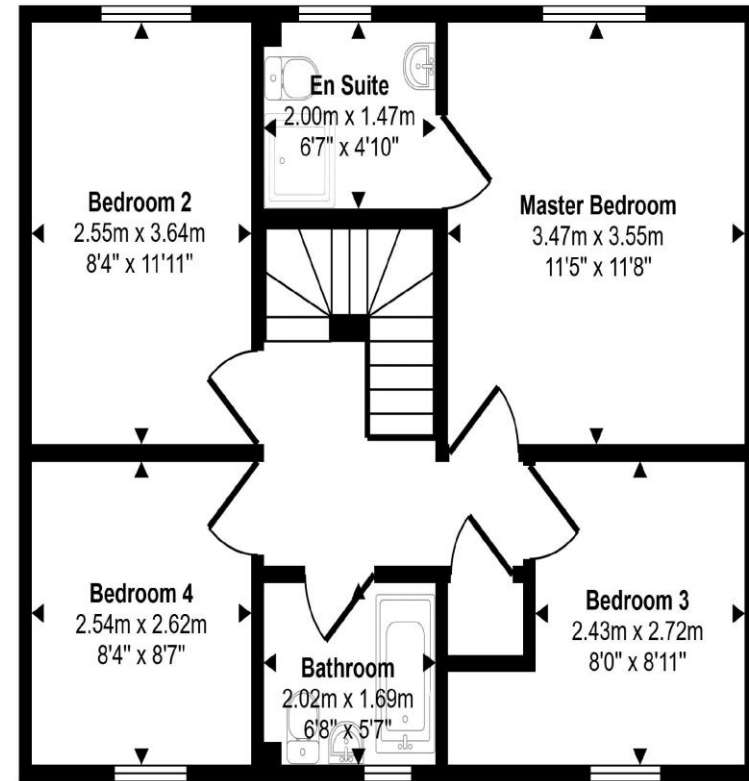 En Suite
2.00m x 1.47m
6'7" x 4'10"
Bedroom 2
2.55m x 3.64m
8'4" x 11'11"
Master Bedroom
3.47m x 3.55m
11'5" x 11'8"
Bedroom 4
2.54m x 2.62m
8'4" x 8'7"
Bathroom
2.02m x 1.69m
6'8" x 5'7"
Bedroom 3
2.43m x 2.72m
8'0" x 8'11"